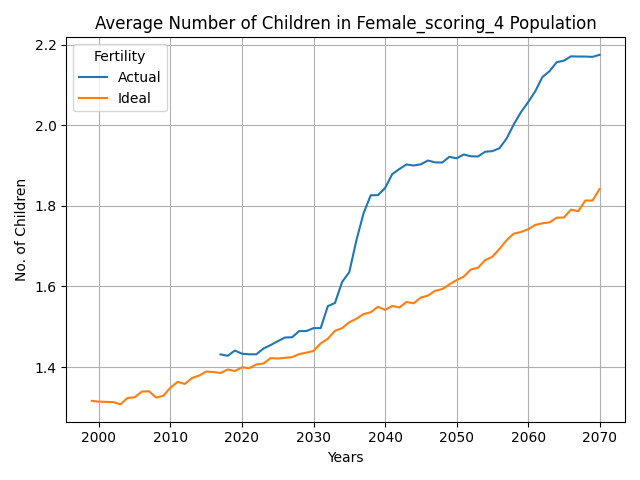 Average Number of Children in Female_scoring_4 Population
Fertility
Actual
Ideal
2.2
2.0
1.8
1.6
1.4
No. of Children
2000 2010 2020 2030 2040 2050 2060 2070
Years